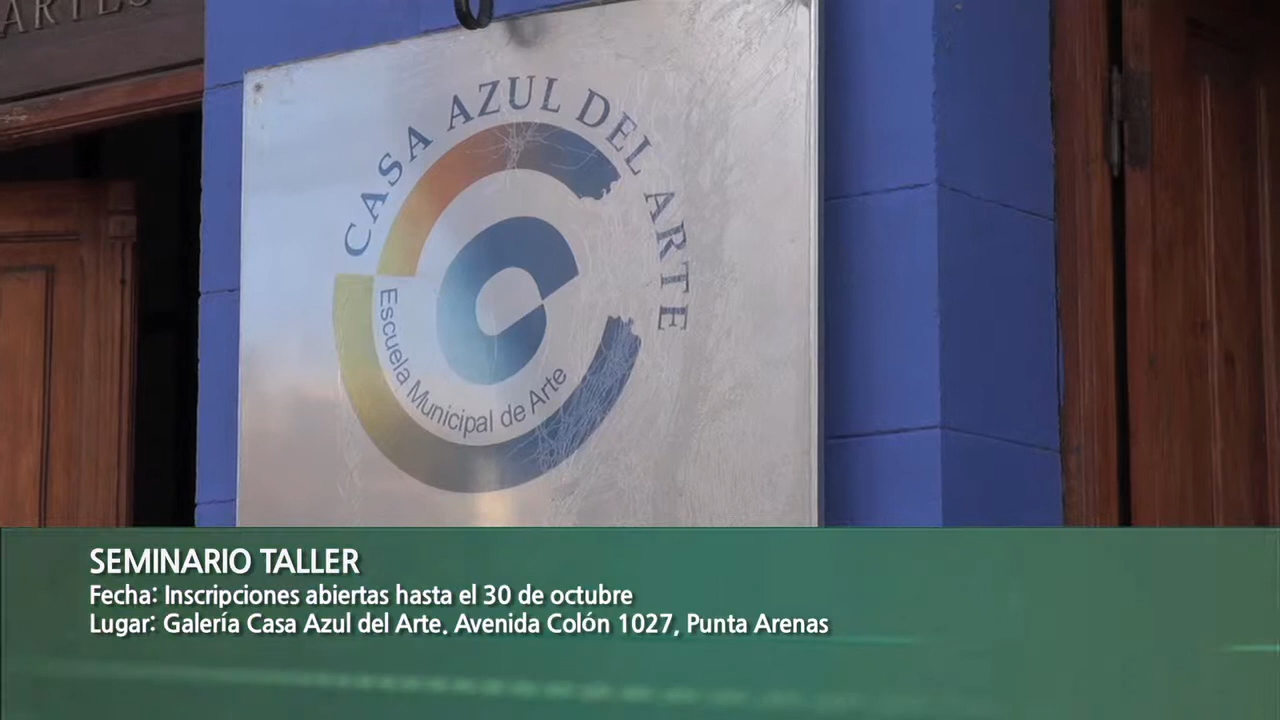 ARTES
CASA AZUL DEL ARTE
Escuela Municipal de Arte
SEMINARIO TALLER
Fecha: Inscripciones abiertas hasta el 30 de octubre
Lugar: Galería Casa Azul del Arte. Avenida Colón 1027, Punta Arenas